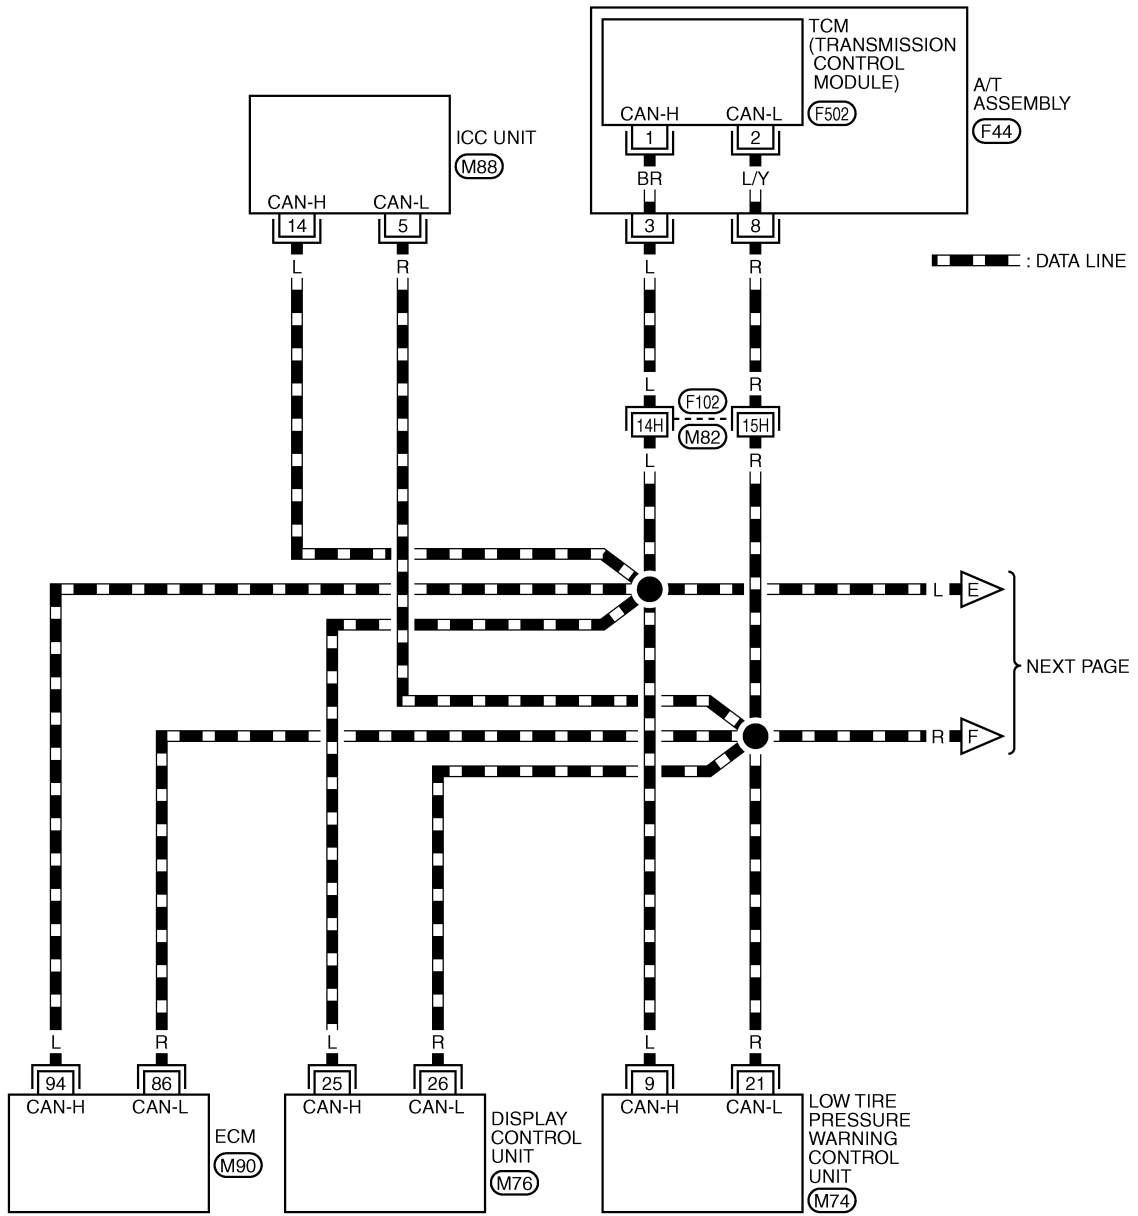 TCM
(TRANSMISSION
CONTROL
MODULE)
F502
A/T
ASSEMBLY
F44
CAN-H
CAN-L
1
2
BR
L/Y
3
8
ICC UNIT
M88
CAN-H
CAN-L
14
5
L
R
L
R
: DATA LINE
L
R
F102
14H
15H
M82
L
R
L
E
NEXT PAGE
R
F
L
R
L
R
L
R
94
86
25
26
9
21
CAN-H
CAN-L
CAN-H
CAN-L
CAN-H
CAN-L
ECM
M90
DISPLAY
CONTROL
UNIT
M76
LOW TIRE
PRESSURE
WARNING
CONTROL
UNIT
M74